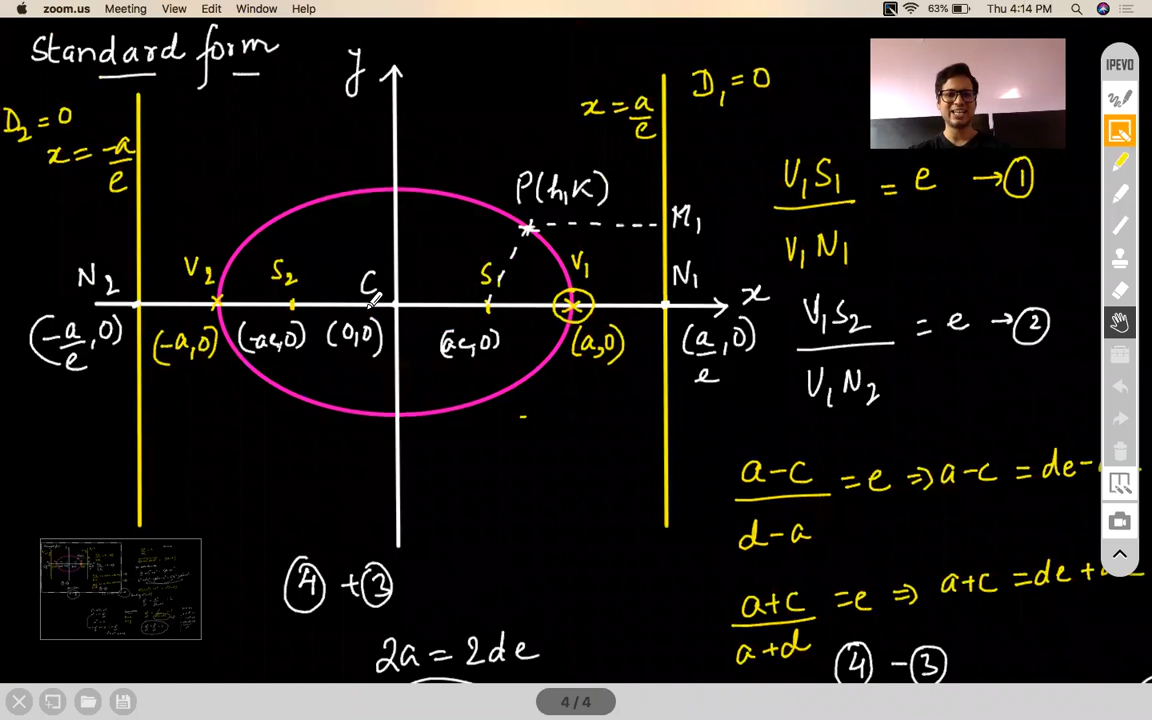 zoom.us Meeting View Edit Window Help
63% Thu 4:14 PM
IPEVO
Standard form
y
D₂ = 0
x = -a/e
x = a/e
D₁ = 0
P(h,K)
M₁
N₂ V₂ S₂ C S₁ V₁ N₁ x
(-a/e, 0) (-a,0) (-ae,0) (0,0) (ae,0) (a,0) (a/e, 0)
V₁S₁/V₁N₁ = e → ①
V₁S₂/V₁N₂ = e → ②
a-c/d-a = e ⇒ a-c = de-
a+c/a+d = e ⇒ a+c = de+
④ + ③
④ - ③
2a = 2de
4 / 4